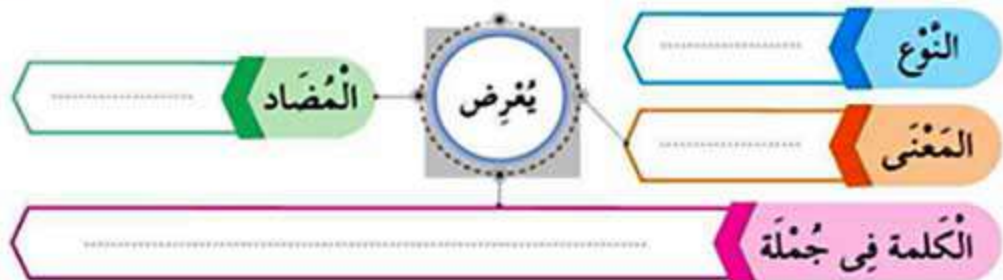 النَّوْع
يُعْرِض
الْمُضَاد
المَعْنَى
الْكَلمة فِى جُمْلَة